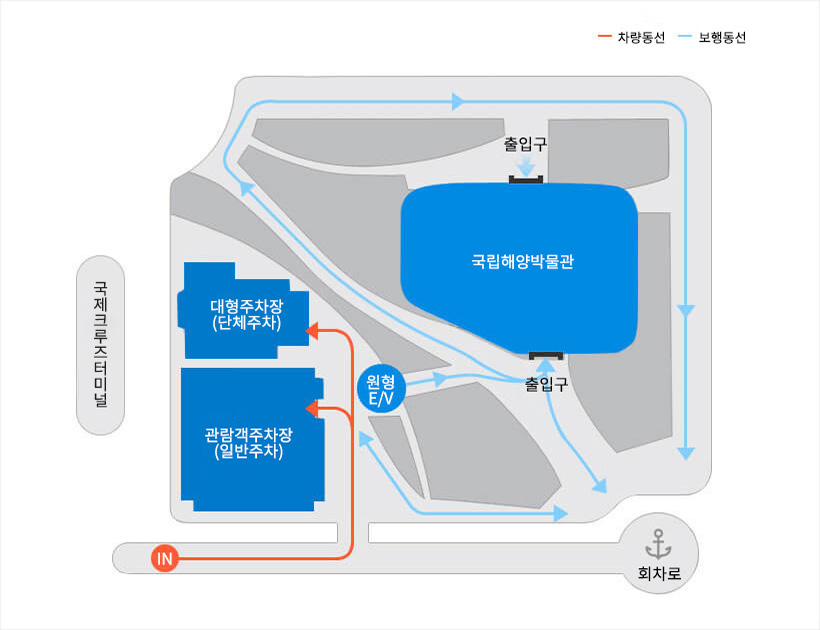 차량동선
보행동선
출입구
국립해양박물관
국제크루즈터미널
대형주차장
(단체주차)
원형
E/V
출입구
관람객주차장
(일반주차)
IN
회차로